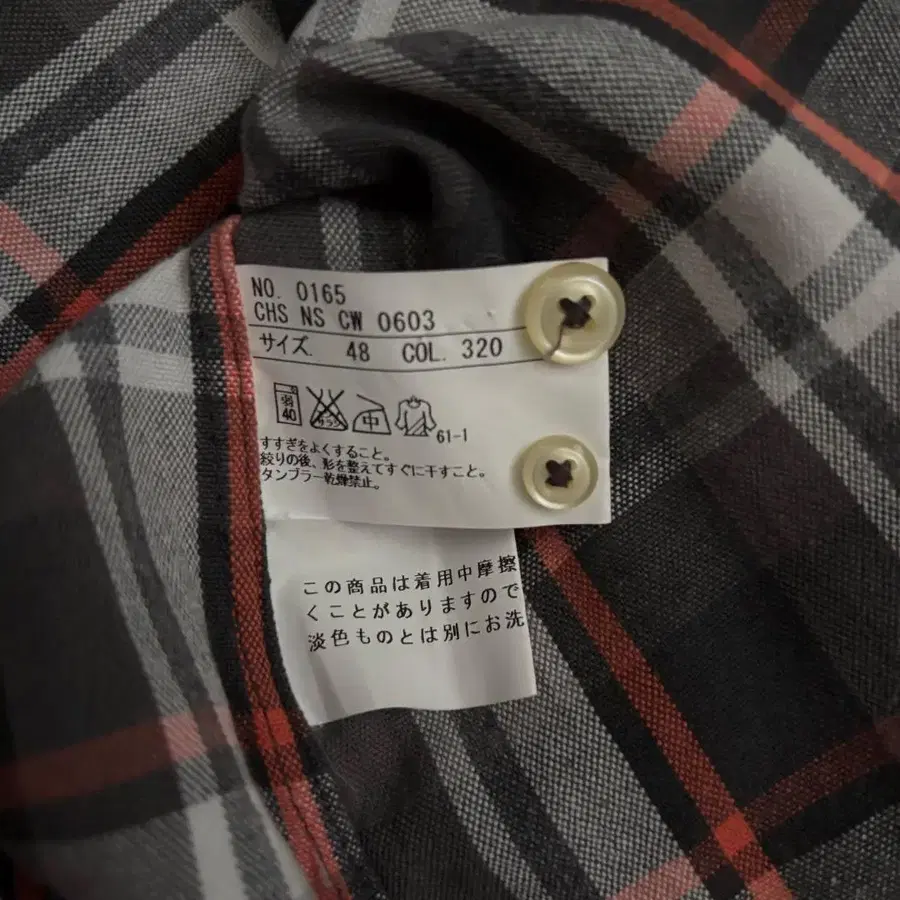 NO. 0165
CHS NS CW 0603
サイズ. 48 COL. 320
弱 40 中 61-1
すすぎをよくすること。
絞りの後、形を整えてすぐに干すこと。
タンブラー乾燥禁止。
この商品は着用中摩擦
くことがありますので
淡色ものとは別にお洗